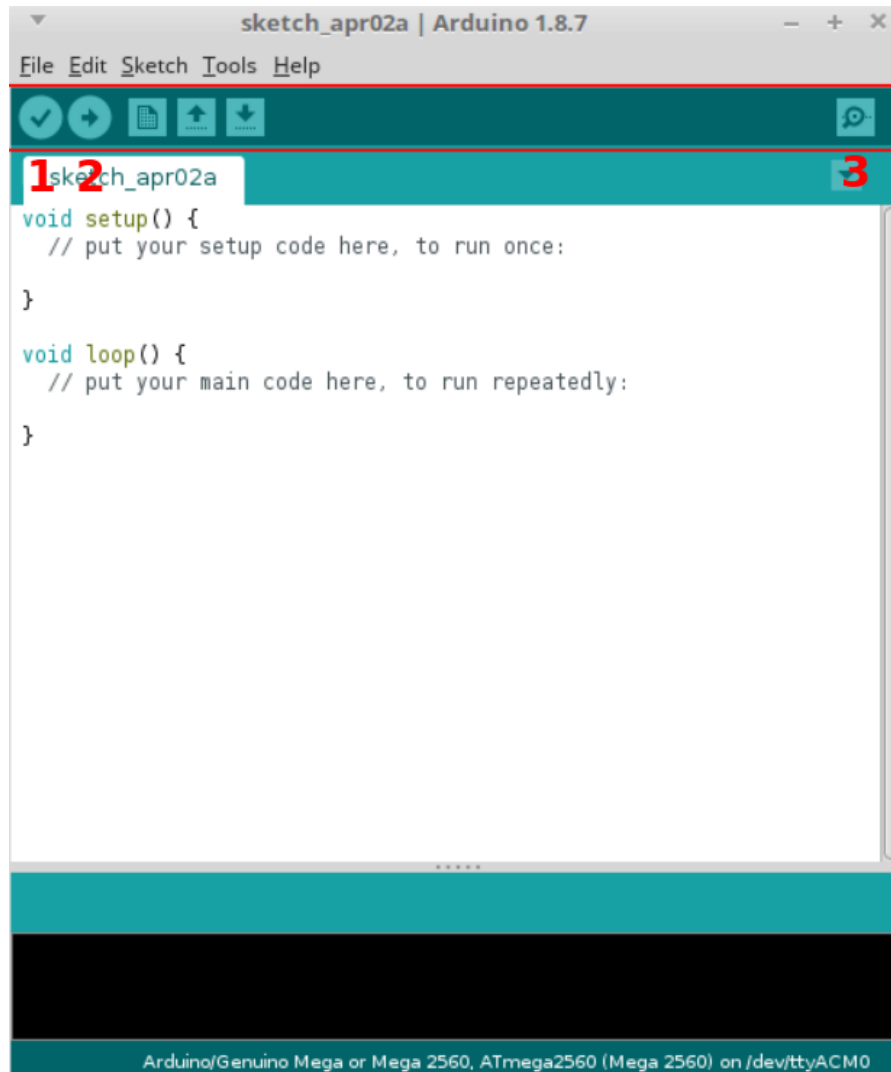 sketch_apr02a | Arduino 1.8.7
File Edit Sketch Tools Help
1 2 3
sketch_apr02a
void setup() {
  // put your setup code here, to run once:
}
void loop() {
  // put your main code here, to run repeatedly:
}
Arduino/Genuino Mega or Mega 2560, ATmega2560 (Mega 2560) on /dev/ttyACM0